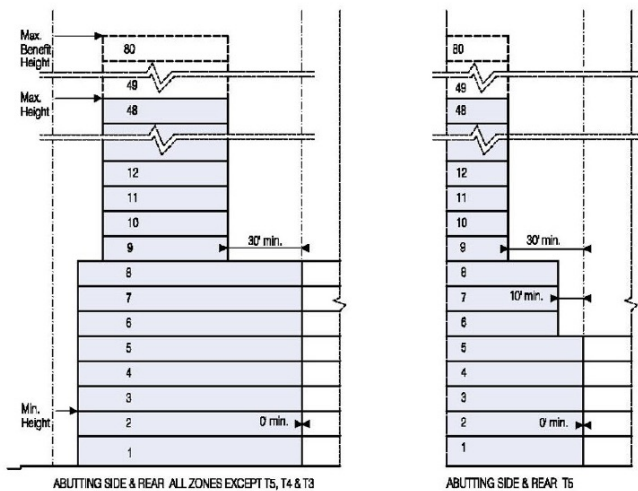 Max.
Benefit
Height
80
49
Max.
Height
48
12
11
10
9
30' min.
8
7
6
5
4
3
Min.
Height
2
0' min.
1
ABUTTING SIDE & REAR ALL ZONES EXCEPT T5, T4 & T3
80
49
48
12
11
10
9
30' min.
8
7
10' min.
6
5
4
3
2
0' min.
1
ABUTTING SIDE & REAR T5